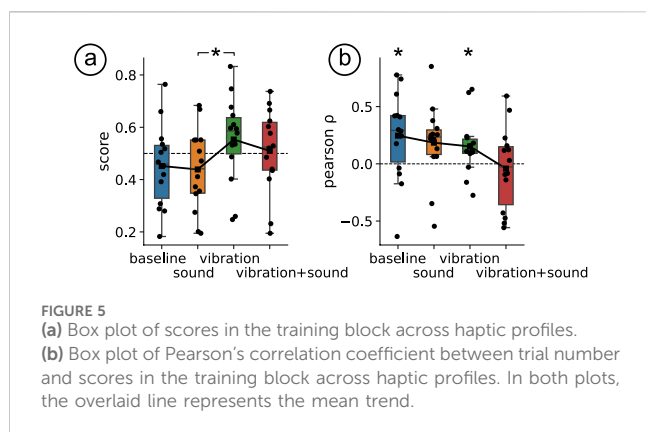 a
b
*
*
*
0.8
0.6
0.4
0.2
score
0.5
0.0
−0.5
pearson ρ
baseline
sound
vibration
vibration+sound
baseline
sound
vibration
vibration+sound
FIGURE 5
(a) Box plot of scores in the training block across haptic profiles.
(b) Box plot of Pearson's correlation coefficient between trial number
and scores in the training block across haptic profiles. In both plots,
the overlaid line represents the mean trend.